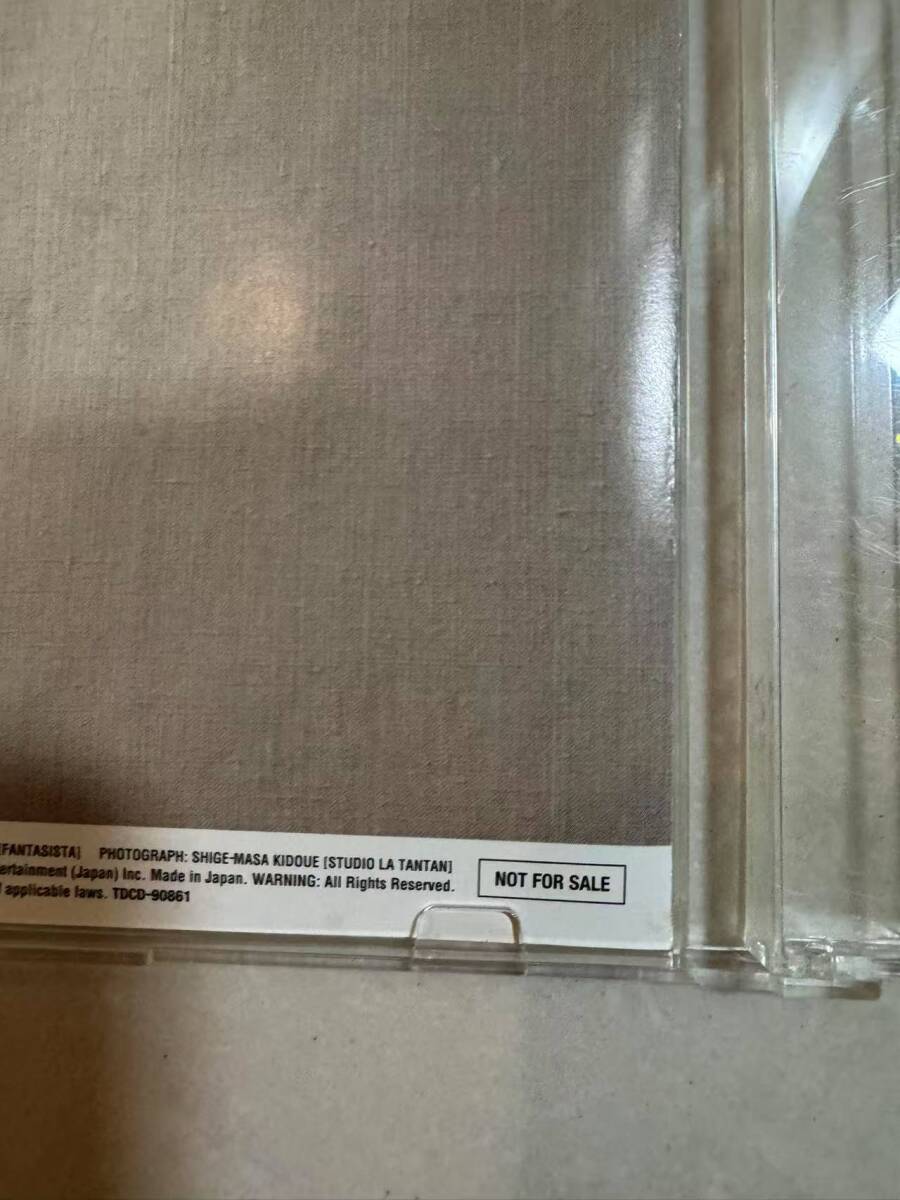 [FANTASISTA] PHOTOGRAPH: SHIGE-MASA KIDOUE [STUDIO LA TANTAN]
ertainment (Japan) Inc. Made in Japan. WARNING: All Rights Reserved.
applicable laws. TDCD-90861
NOT FOR SALE